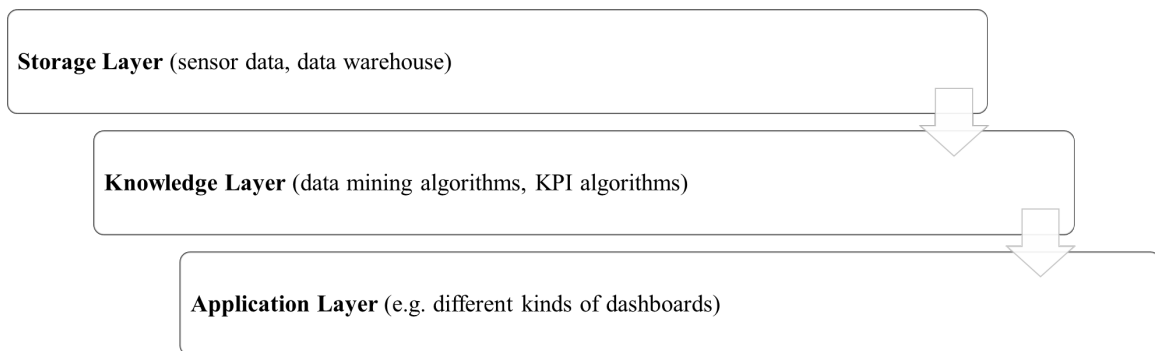 Storage Layer (sensor data, data warehouse)
Knowledge Layer (data mining algorithms, KPI algorithms)
Application Layer (e.g. different kinds of dashboards)